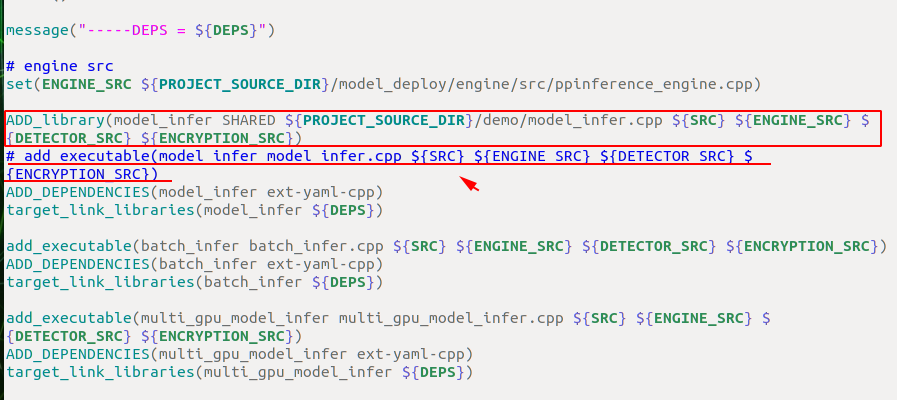 message("-----DEPS = ${DEPS}")
# engine src
set(ENGINE_SRC ${PROJECT_SOURCE_DIR}/model_deploy/engine/src/ppinference_engine.cpp)
ADD_library(model_infer SHARED ${PROJECT_SOURCE_DIR}/demo/model_infer.cpp ${SRC} ${ENGINE_SRC} $
{DETECTOR_SRC} ${ENCRYPTION_SRC})
# add_executable(model_infer model_infer.cpp ${SRC} ${ENGINE_SRC} ${DETECTOR_SRC} $
{ENCRYPTION_SRC})
ADD_DEPENDENCIES(model_infer ext-yaml-cpp)
target_link_libraries(model_infer ${DEPS})
add_executable(batch_infer batch_infer.cpp ${SRC} ${ENGINE_SRC} ${DETECTOR_SRC} ${ENCRYPTION_SRC})
ADD_DEPENDENCIES(batch_infer ext-yaml-cpp)
target_link_libraries(batch_infer ${DEPS})
add_executable(multi_gpu_model_infer multi_gpu_model_infer.cpp ${SRC} ${ENGINE_SRC} $
{DETECTOR_SRC} ${ENCRYPTION_SRC})
ADD_DEPENDENCIES(multi_gpu_model_infer ext-yaml-cpp)
target_link_libraries(multi_gpu_model_infer ${DEPS})